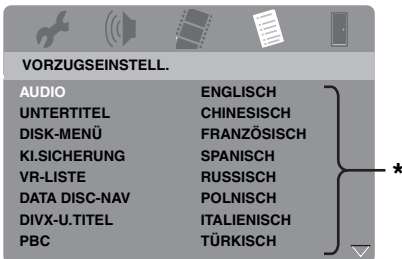 VORZUGSEINSTELL.
AUDIO ENGLISCH
UNTERTITEL CHINESISCH
DISK-MENÜ FRANZÖSISCH
KI.SICHERUNG SPANISCH
VR-LISTE RUSSISCH
DATA DISC-NAV POLNISCH
DIVX-U.TITEL ITALIENISCH
PBC TÜRKISCH
*